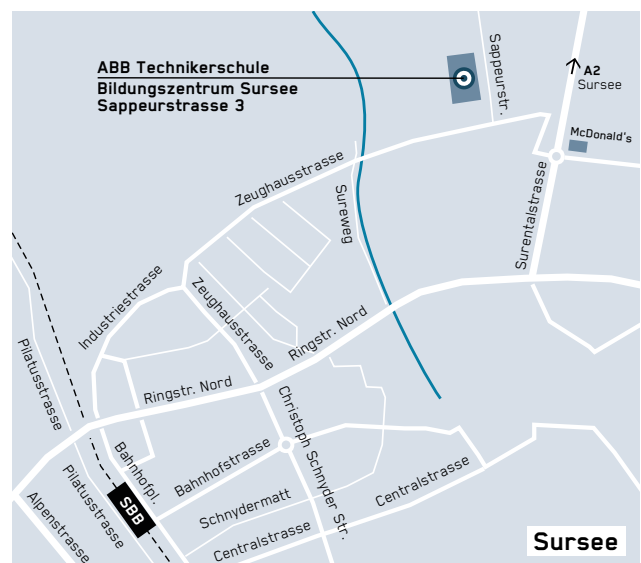 ABB Technikerschule
Bildungszentrum Sursee
Sappeurstrasse 3
Sappeurstr.
A2
Sursee
McDonald's
Zeughausstrasse
Sureweg
Surentalstrasse
Industriestrasse
Zeughausstrasse
Ringstr. Nord
Pilatusstrasse
Ringstr. Nord
Christoph Schnyder Str.
Bahnhofpl.
Bahnhofstrasse
Pilatusstrasse
SBB
Schnydermatt
Centralstrasse
Alpenstrasse
Centralstrasse
Sursee